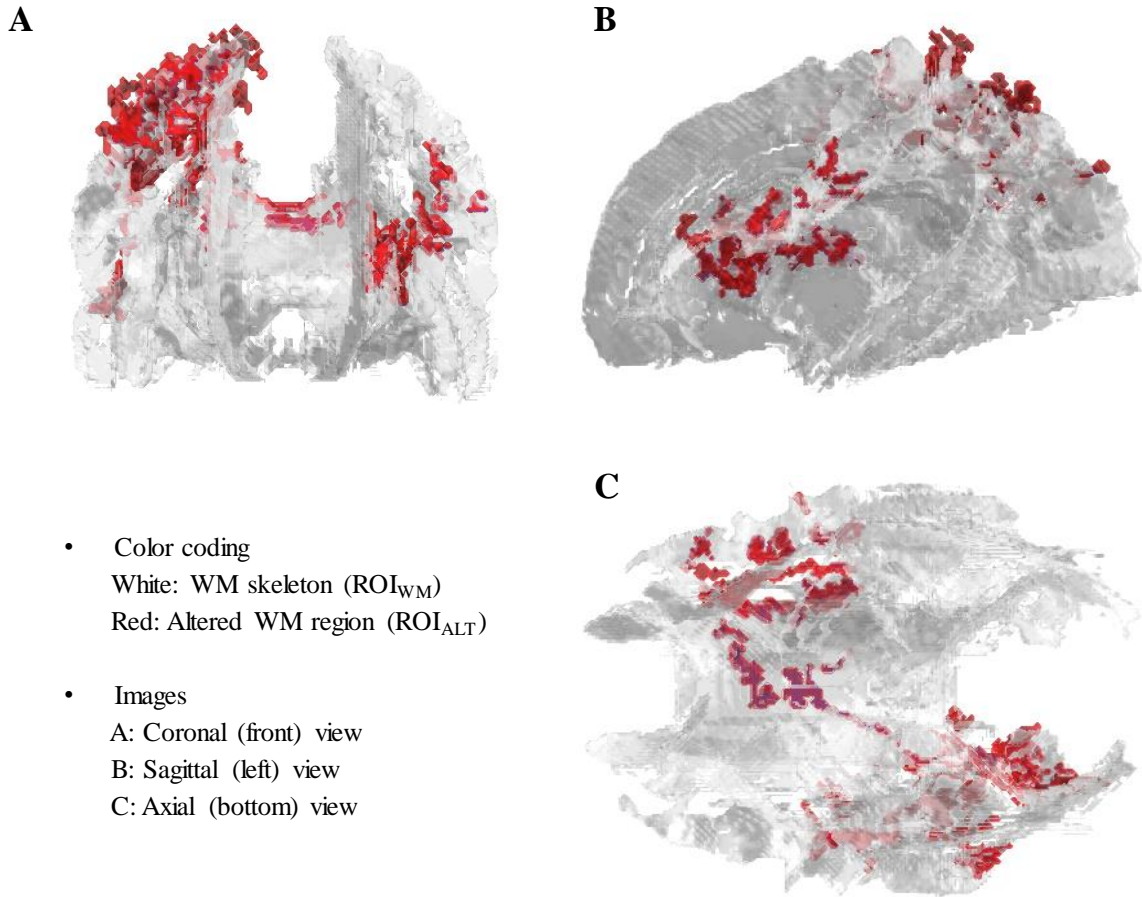 A
B
C
• Color coding
White: WM skeleton (ROIWM)
Red: Altered WM region (ROIALT)
• Images
A: Coronal (front) view
B: Sagittal (left) view
C: Axial (bottom) view